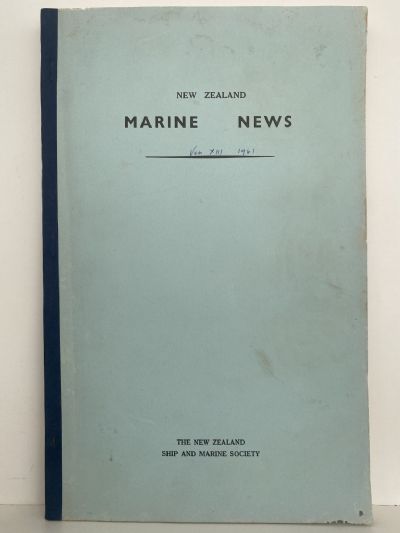 NEW ZEALAND
MARINE NEWS
Vol XIII 1961
THE NEW ZEALAND
SHIP AND MARINE SOCIETY